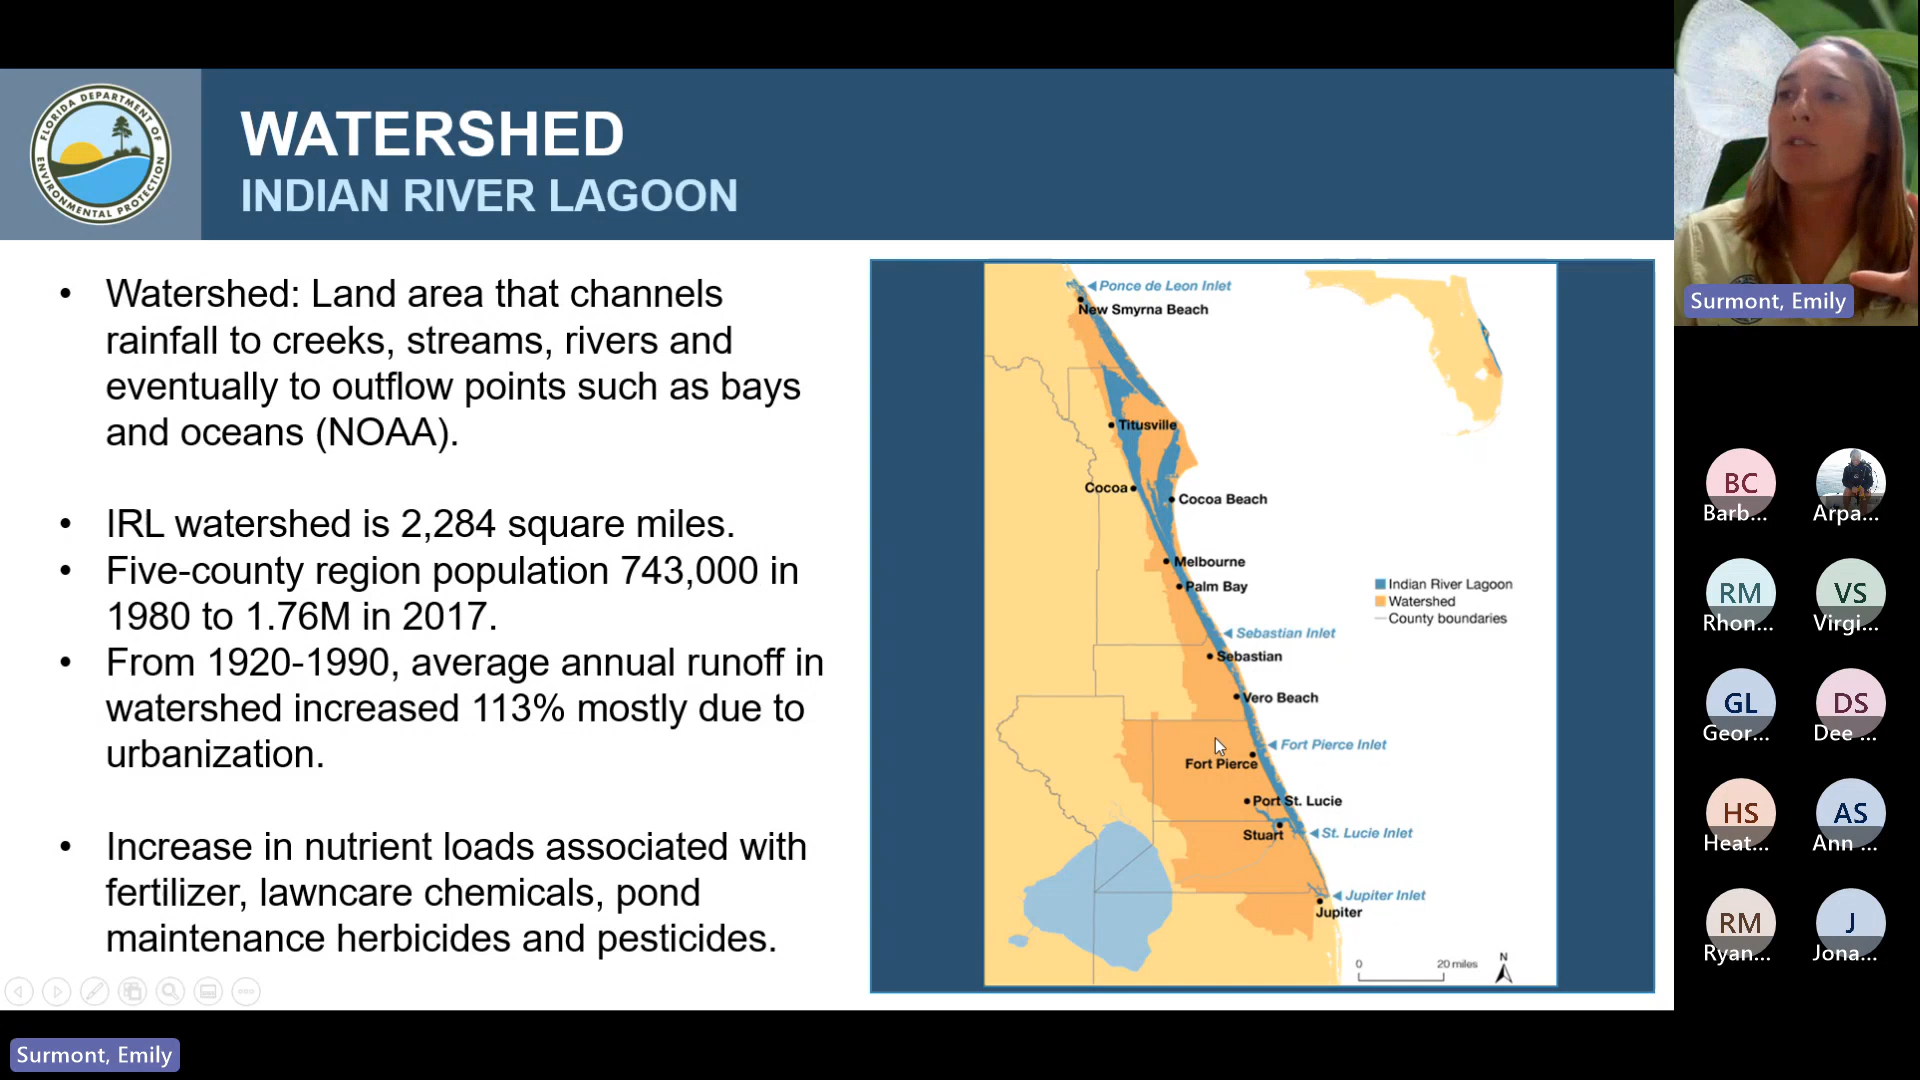 FLORIDA DEPARTMENT OF
ENVIRONMENTAL PROTECTION
WATERSHED
INDIAN RIVER LAGOON
• Watershed: Land area that channels
rainfall to creeks, streams, rivers and
eventually to outflow points such as bays
and oceans (NOAA).
• IRL watershed is 2,284 square miles.
• Five-county region population 743,000 in
1980 to 1.76M in 2017.
• From 1920-1990, average annual runoff in
watershed increased 113% mostly due to
urbanization.
• Increase in nutrient loads associated with
fertilizer, lawncare chemicals, pond
maintenance herbicides and pesticides.
Ponce de Leon Inlet
New Smyrna Beach
Titusville
Cocoa
Cocoa Beach
Melbourne
Palm Bay
Indian River Lagoon
Watershed
County boundaries
Sebastian Inlet
Sebastian
Vero Beach
Fort Pierce Inlet
Fort Pierce
Port St. Lucie
Stuart
St. Lucie Inlet
Jupiter Inlet
Jupiter
0 20 miles
N
Surmont, Emily
BC
Barb...
Arpa...
RM
Rhon...
VS
Virgi...
GL
Geor...
DS
Dee ...
HS
Heat...
AS
Ann ...
RM
Ryan...
J
Jona...
Surmont, Emily